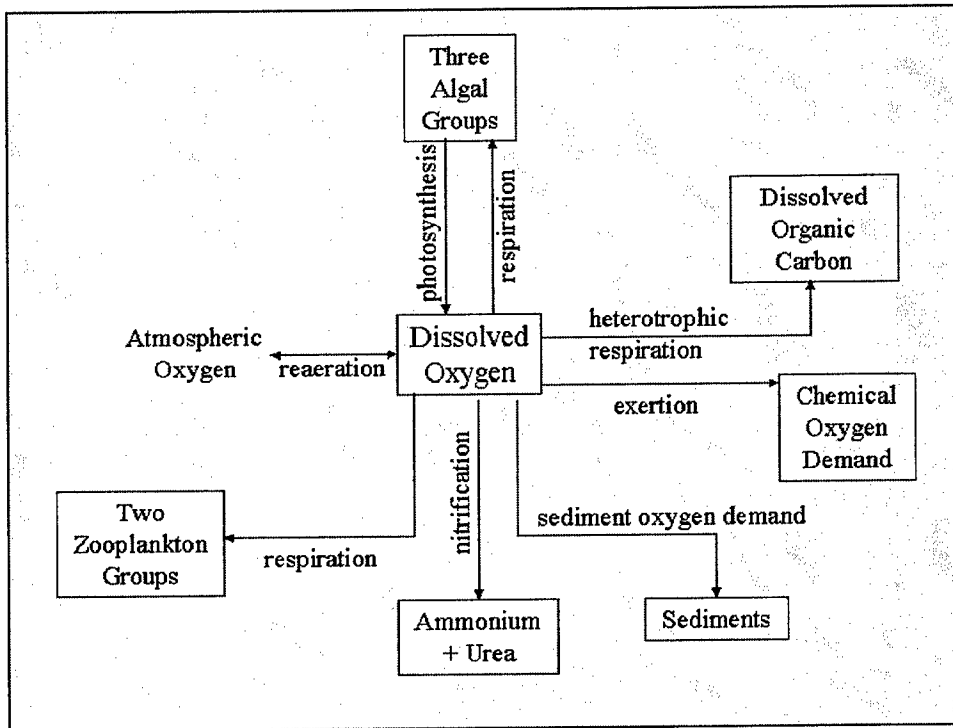 Three
Algal
Groups
photosynthesis
respiration
Dissolved
Organic
Carbon
heterotrophic
respiration
Atmospheric
Oxygen
reaeration
Dissolved
Oxygen
exertion
Chemical
Oxygen
Demand
Two
Zooplankton
Groups
respiration
nitrification
sediment oxygen demand
Ammonium
+ Urea
Sediments